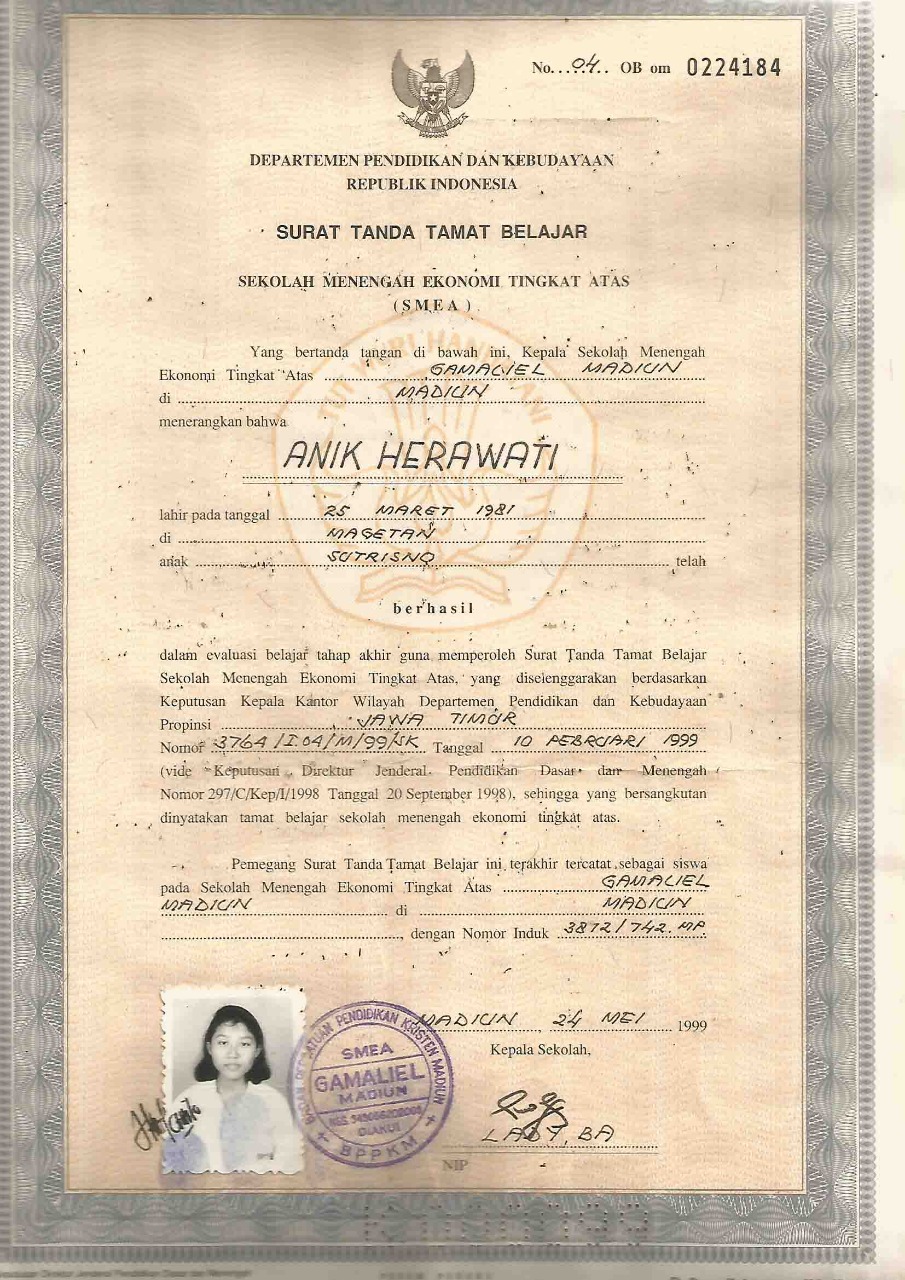 No...04.. OB om 0224184
DEPARTEMEN PENDIDIKAN DAN KEBUDAYAAN
REPUBLIK INDONESIA
SURAT TANDA TAMAT BELAJAR
SEKOLAH MENENGAH EKONOMI TINGKAT ATAS
(SMEA)
Yang bertanda tangan di bawah ini, Kepala Sekolah Menengah
Ekonomi Tingkat Atas GAMALIEL MADIUN
di MADIUN
menerangkan bahwa
ANIK HERAWATI
lahir pada tanggal 25 MARET 1981
di MAGETAN
anak SUTRISNO telah
berhasil
dalam evaluasi belajar tahap akhir guna memperoleh Surat Tanda Tamat Belajar
Sekolah Menengah Ekonomi Tingkat Atas, yang diselenggarakan berdasarkan
Keputusan Kepala Kantor Wilayah Departemen Pendidikan dan Kebudayaan
Propinsi JAWA TIMUR
Nomor 3764/I.04/M/99/SK Tanggal 10 PEBRUARI 1999
(vide Keputusan Direktur Jenderal Pendidikan Dasar dan Menengah
Nomor 297/C/Kep/I/1998 Tanggal 20 September 1998), sehingga yang bersangkutan
dinyatakan tamat belajar sekolah menengah ekonomi tingkat atas.
Pemegang Surat Tanda Tamat Belajar ini, terakhir tercatat sebagai siswa
pada Sekolah Menengah Ekonomi Tingkat Atas GAMALIEL
MADIUN di MADIUN
, dengan Nomor Induk 3872/742.MP
MADIUN, 24 MEI 1999
Kepala Sekolah,
PENDIDIKAN KRISTEN MADIUN
SMEA
GAMALIEL
MADIUN
DIAKUI
BPPKM
LADY, BA
NIP -